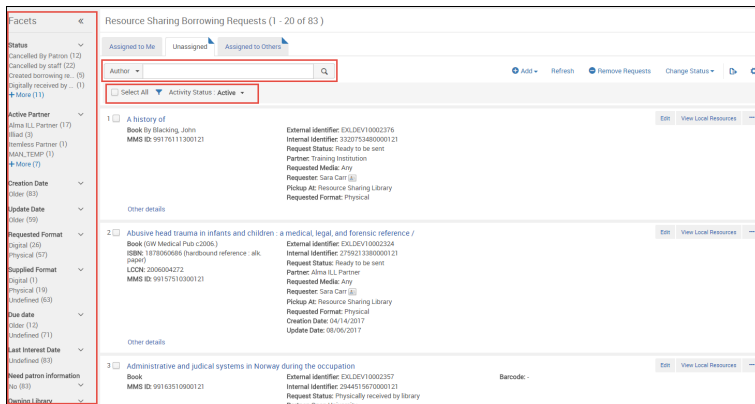 Facets
Status
Cancelled By Patron (12)
Cancelled by staff (22)
Created borrowing re... (5)
Digitally received by ... (1)
+ More (11)
Active Partner
Alma ILL Partner (17)
Illiad (3)
Itemless Partner (1)
MAN_TEMP (1)
+ More (7)
Creation Date
Older (83)
Update Date
Older (59)
Requested Format
Digital (26)
Physical (57)
Supplied Format
Digital (1)
Physical (19)
Undefined (63)
Due date
Older (12)
Undefined (71)
Last Interest Date
Undefined (83)
Need patron information
No (83)
Owning Library
Resource Sharing Borrowing Requests (1 - 20 of 83 )
Assigned to Me Unassigned Assigned to Others
Author
Add Refresh Remove Requests Change Status
Select All Activity Status : Active
1 A history of
Edit View Local Resources
Book By Blacking, John
MMS ID: 99176111300121
External identifier: EXLDEV10002376
Internal Identifier: 3320753480000121
Request Status: Ready to be sent
Partner: Training Institution
Requested Media: Any
Requester: Sara Carr
Pickup At: Resource Sharing Library
Requested Format: Physical
Other details
2 Abusive head trauma in infants and children : a medical, legal, and forensic reference /
Edit View Local Resources
Book (GW Medical Pub c2006.)
ISBN: 1878060686 (hardbound reference : alk.
paper)
LCCN: 2006004272
MMS ID: 99157510300121
External identifier: EXLDEV10002324
Internal Identifier: 2759213380000121
Request Status: Ready to be sent
Partner: Alma ILL Partner
Requested Media: Any
Requester: Sara Carr
Pickup At: Resource Sharing Library
Requested Format: Physical
Creation Date: 04/14/2017
Update Date: 08/06/2017
Other details
3 Administrative and judical systems in Norway during the occupation
Edit View Local Resources
Book
MMS ID: 99163510900121
External identifier: EXLDEV10002357
Internal Identifier: 2944515670000121
Request Status: Physically received by library
Barcode: -